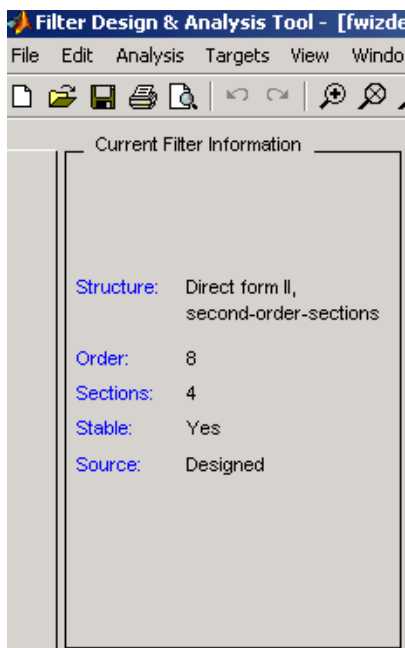 Filter Design & Analysis Tool - [fwizde
File Edit Analysis Targets View Windo
Current Filter Information
Structure: Direct form II,
second-order-sections
Order: 8
Sections: 4
Stable: Yes
Source: Designed